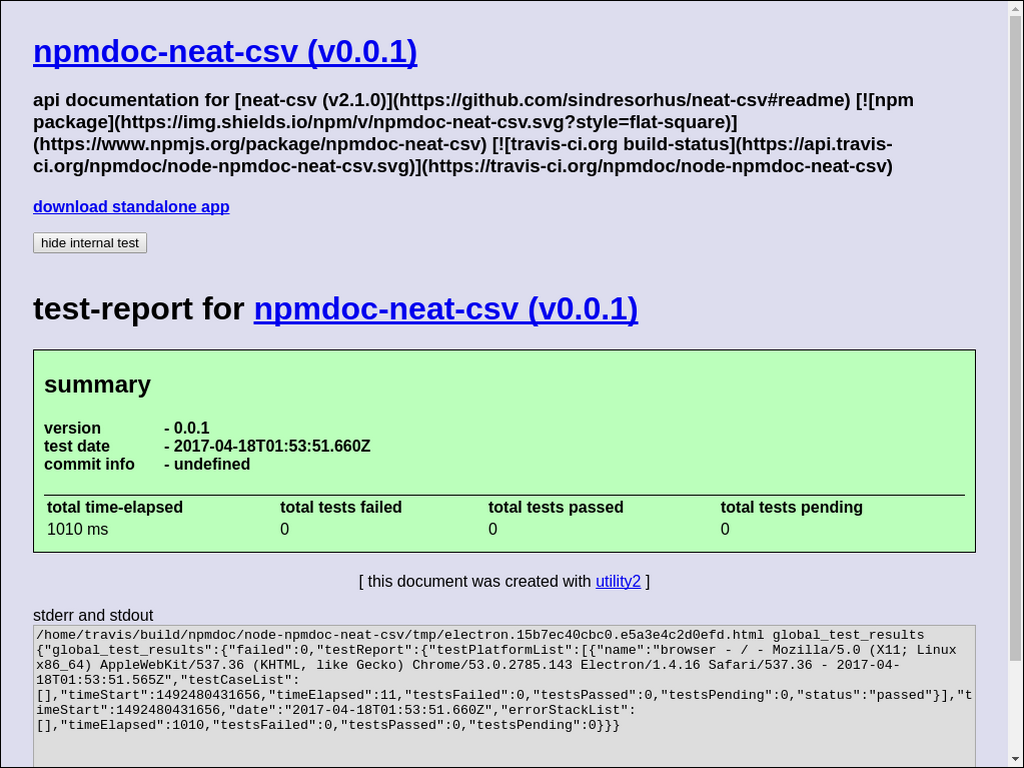 npmdoc-neat-csv (v0.0.1)
api documentation for [neat-csv (v2.1.0)](https://github.com/sindresorhus/neat-csv#readme) [![npm
package](https://img.shields.io/npm/v/npmdoc-neat-csv.svg?style=flat-square)]
(https://www.npmjs.org/package/npmdoc-neat-csv) [![travis-ci.org build-status](https://api.travis-
ci.org/npmdoc/node-npmdoc-neat-csv.svg)](https://travis-ci.org/npmdoc/node-npmdoc-neat-csv)
download standalone app
hide internal test
test-report for npmdoc-neat-csv (v0.0.1)
summary
version - 0.0.1
test date - 2017-04-18T01:53:51.660Z
commit info - undefined
total time-elapsed total tests failed total tests passed total tests pending
1010 ms 0 0 0
[ this document was created with utility2 ]
stderr and stdout
/home/travis/build/npmdoc/node-npmdoc-neat-csv/tmp/electron.15b7ec40cbc0.e5a3e4c2d0efd.html global_test_results
{"global_test_results":{"failed":0,"testReport":{"testPlatformList":[{"name":"browser - / - Mozilla/5.0 (X11; Linux
x86_64) AppleWebKit/537.36 (KHTML, like Gecko) Chrome/53.0.2785.143 Electron/1.4.16 Safari/537.36 - 2017-04-
18T01:53:51.565Z","testCaseList":
[],"timeStart":1492480431656,"timeElapsed":11,"testsFailed":0,"testsPassed":0,"testsPending":0,"status":"passed"}],"t
imeStart":1492480431656,"date":"2017-04-18T01:53:51.660Z","errorStackList":
[],"timeElapsed":1010,"testsFailed":0,"testsPassed":0,"testsPending":0}}}